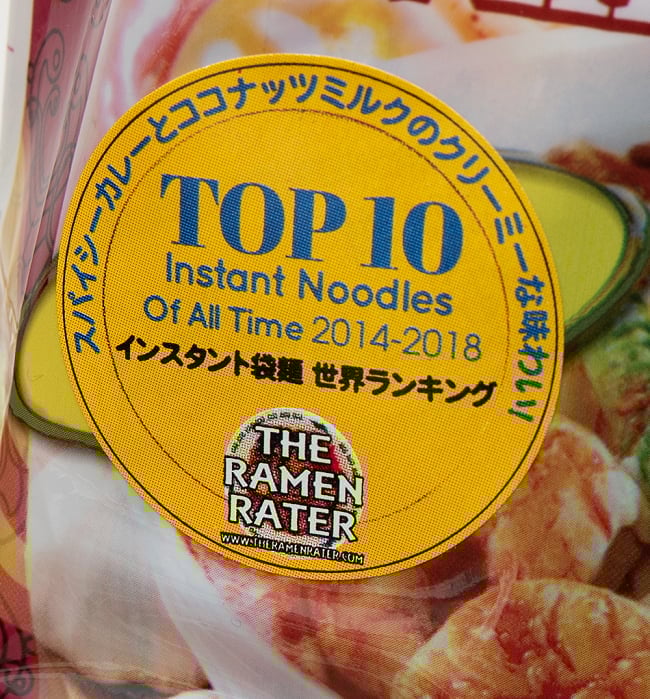 スパイシーカレーとココナッツミルクのクリーミーな味わい
TOP 10
Instant Noodles
Of All Time 2014-2018
インスタント袋麺 世界ランキング
THE
RAMEN
RATER
WWW.THERAMENRATER.COM